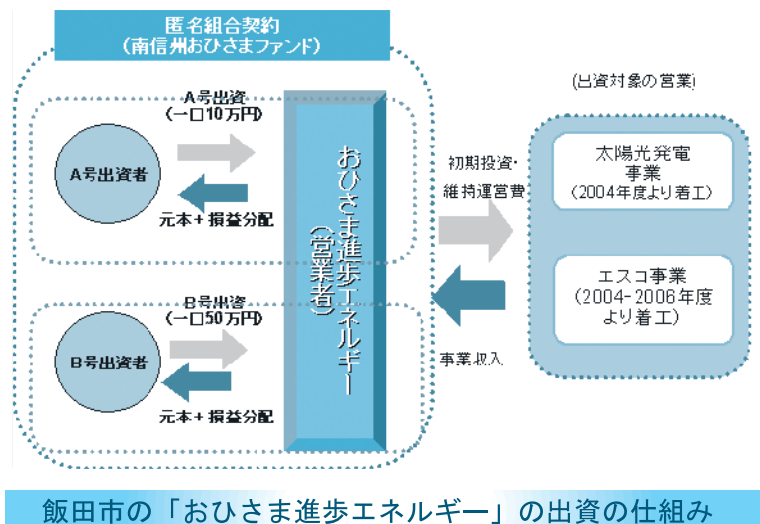 匿名組合契約
(南信州おひさまファンド)
A号出資
(一口10万円)
A号出資者
元本+損益分配
B号出資
(一口50万円)
B号出資者
元本+損益分配
おひさま進歩エネルギー
(営業者)
初期投資・
維持運営費
事業収入
(出資対象の営業)
太陽光発電
事業
(2004年度より着工)
エスコ事業
(2004-2006年度
より着工)
飯田市の「おひさま進歩エネルギー」の出資の仕組み